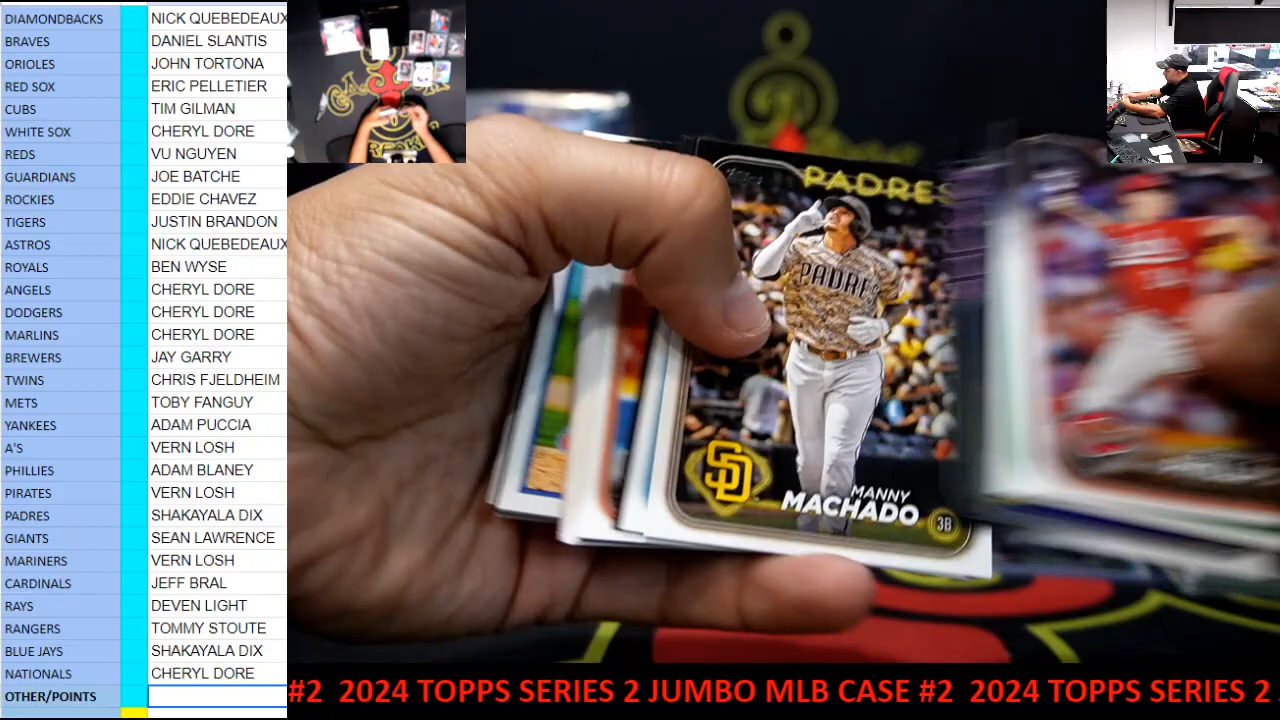 DIAMONDBACKS NICK QUEBEDEAUX
BRAVES DANIEL SLANTIS
ORIOLES JOHN TORTONA
RED SOX ERIC PELLETIER
CUBS TIM GILMAN
WHITE SOX CHERYL DORE
REDS VU NGUYEN
GUARDIANS JOE BATCHE
ROCKIES EDDIE CHAVEZ
TIGERS JUSTIN BRANDON
ASTROS NICK QUEBEDEAUX
ROYALS BEN WYSE
ANGELS CHERYL DORE
DODGERS CHERYL DORE
MARLINS CHERYL DORE
BREWERS JAY GARRY
TWINS CHRIS FJELDHEIM
METS TOBY FANGUY
YANKEES ADAM PUCCIA
A'S VERN LOSH
PHILLIES ADAM BLANEY
PIRATES VERN LOSH
PADRES SHAKAYALA DIX
GIANTS SEAN LAWRENCE
MARINERS VERN LOSH
CARDINALS JEFF BRAL
RAYS DEVEN LIGHT
RANGERS TOMMY STOUTE
BLUE JAYS SHAKAYALA DIX
NATIONALS CHERYL DORE
OTHER/POINTS
PADRES
PADRES
SD
MANNY
MACHADO 3B
#2 2024 TOPPS SERIES 2 JUMBO MLB CASE #2 2024 TOPPS SERIES 2